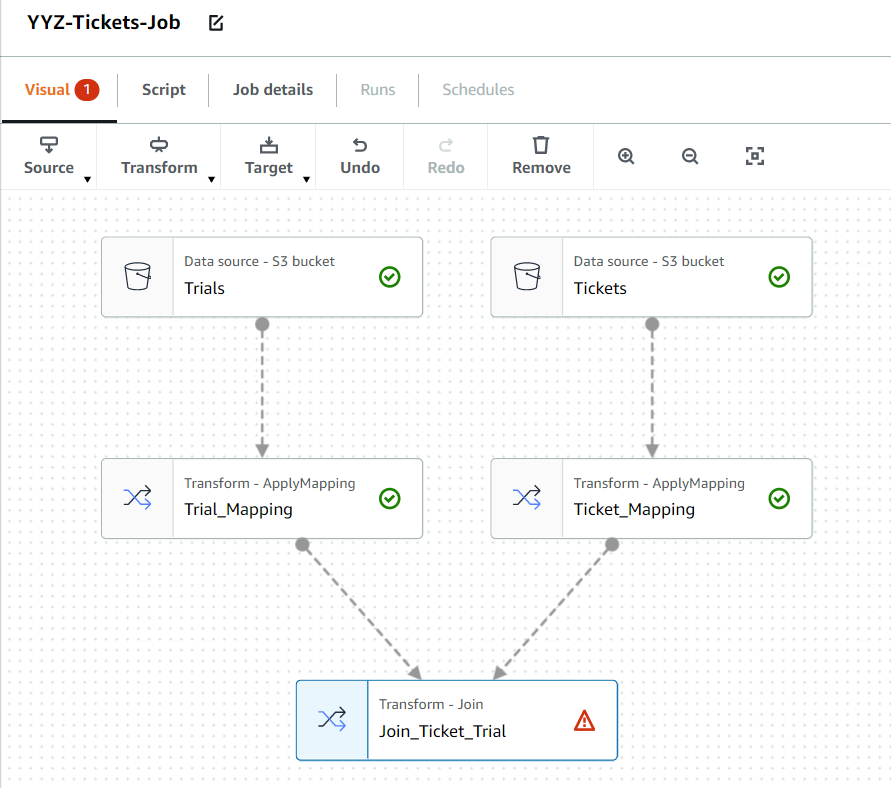 YYZ-Tickets-Job
Visual 1 Script Job details Runs Schedules
Source Transform Target Undo Redo Remove
Data source - S3 bucket
Trials
Data source - S3 bucket
Tickets
Transform - ApplyMapping
Trial_Mapping
Transform - ApplyMapping
Ticket_Mapping
Transform - Join
Join_Ticket_Trial